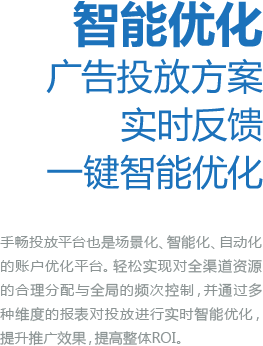 智能优化
广告投放方案
实时反馈
一键智能优化
手畅投放平台也是场景化、智能化、自动化
的账户优化平台。轻松实现对全渠道资源
的合理分配与全局的频次控制，并通过多
种维度的报表对投放进行实时智能优化，
提升推广效果，提高整体ROI。